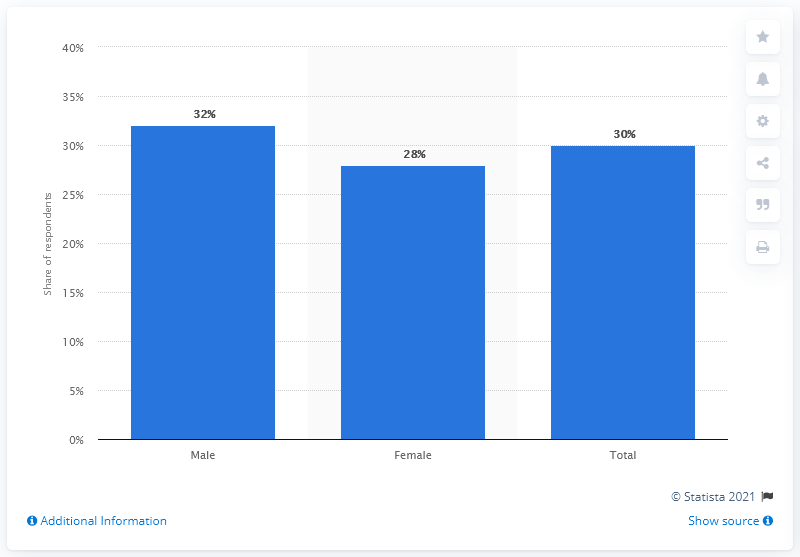 40%
35%
30%
25%
20%
15%
10%
5%
0%
Share of respondents
32%
28%
30%
Male
Female
Total
© Statista 2021
Additional Information
Show source